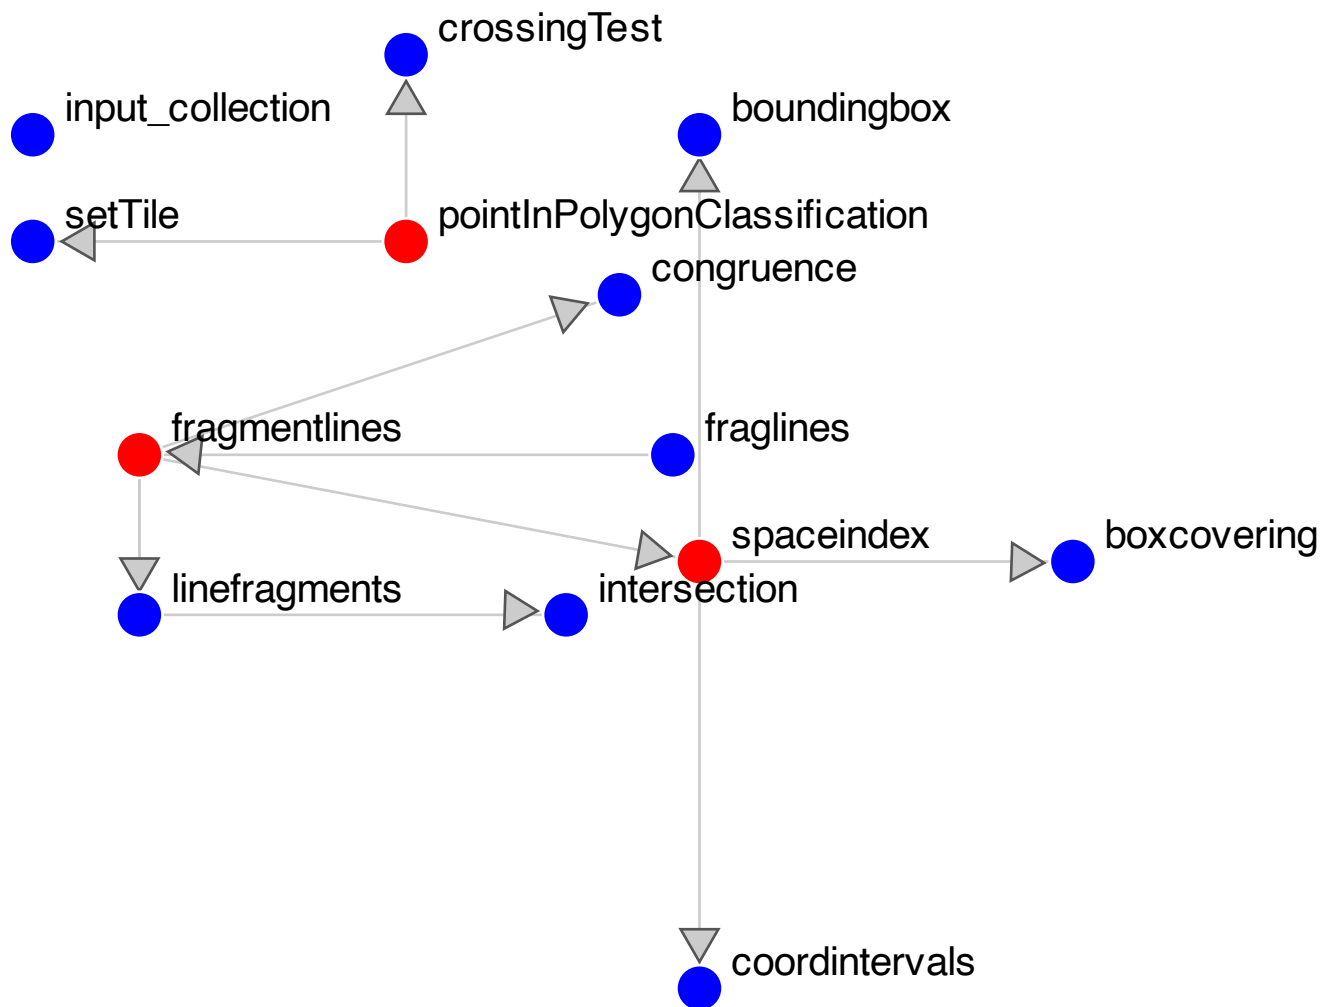 crossingTest
input_collection
boundingbox
setTile
pointInPolygonClassification
congruence
fragmentlines
fraglines
spaceindex
boxcovering
linefragments
intersection
coordintervals